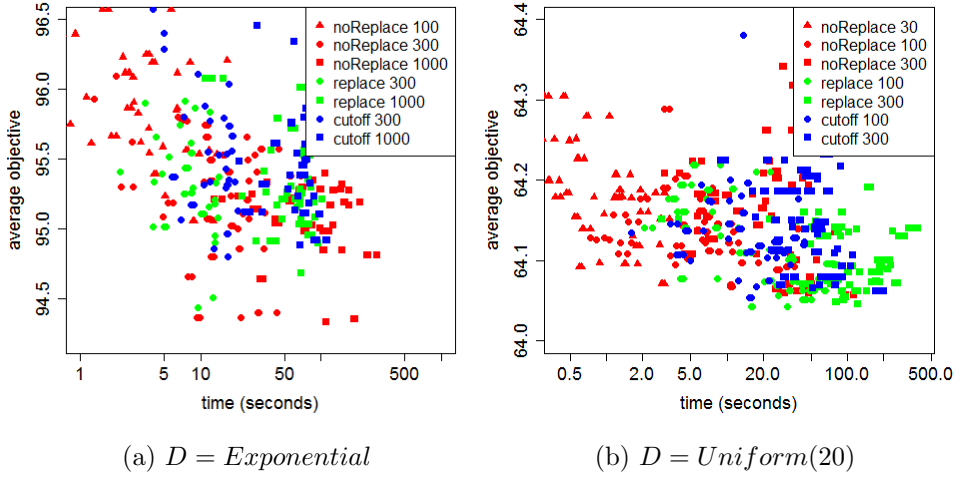 average objective
96.5
96.0
95.5
95.0
94.5
noReplace 100
noReplace 300
noReplace 1000
replace 300
replace 1000
cutoff 300
cutoff 1000
1 5 10 50 500
time (seconds)
(a) D = Exponential
average objective
64.4
64.3
64.2
64.1
64.0
noReplace 30
noReplace 100
noReplace 300
replace 100
replace 300
cutoff 100
cutoff 300
0.5 2.0 5.0 20.0 100.0 500.0
time (seconds)
(b) D = Uniform(20)